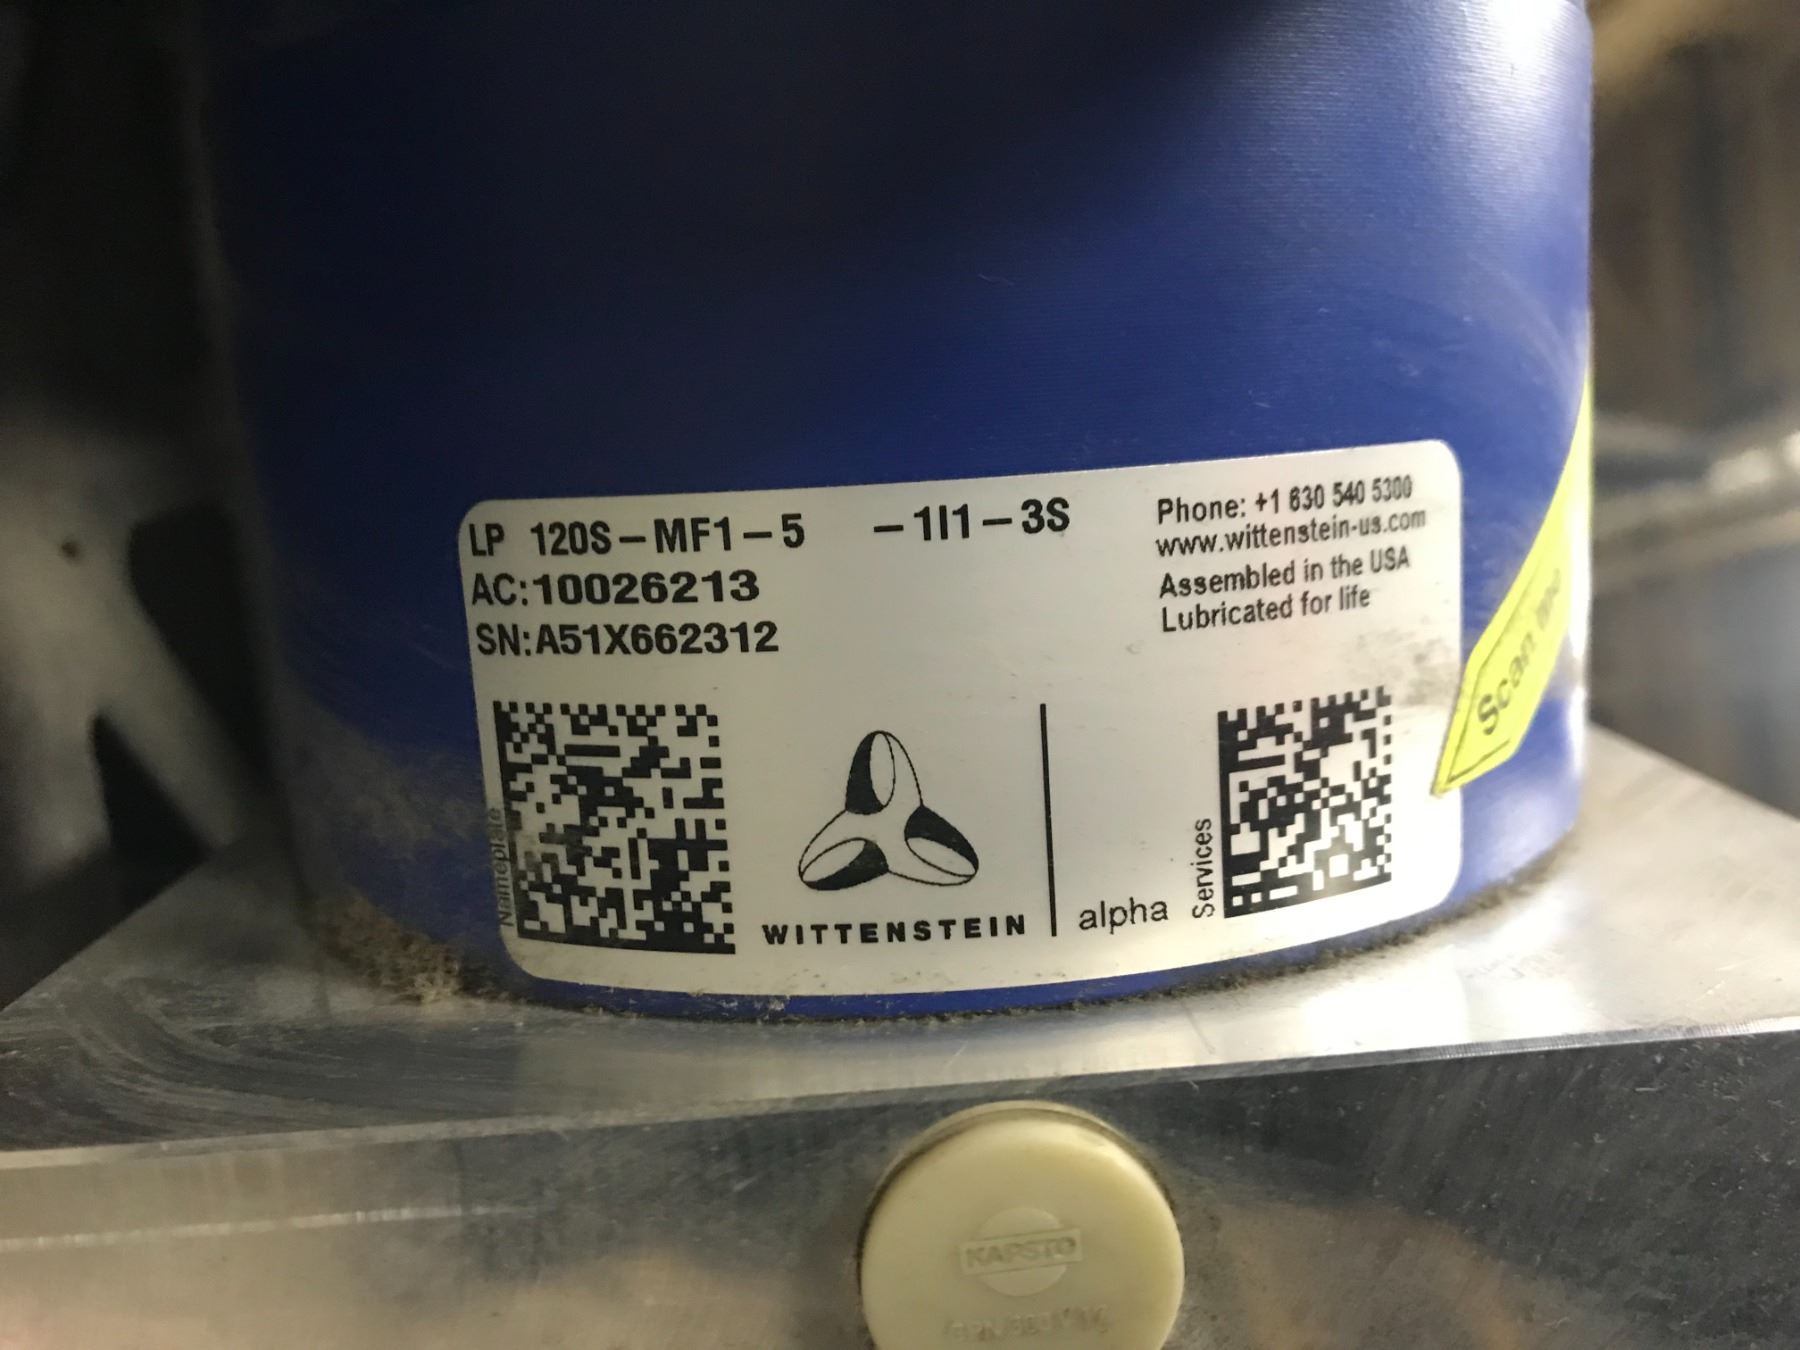 LP 120S-MF1-5 -1I1-3S
AC:10026213
SN:A51X662312
Phone: +1 630 540 5300
www.wittenstein-us.com
Assembled in the USA
Lubricated for life
Scan me
Nameplate
WITTENSTEIN
alpha
Services
KAPSTO